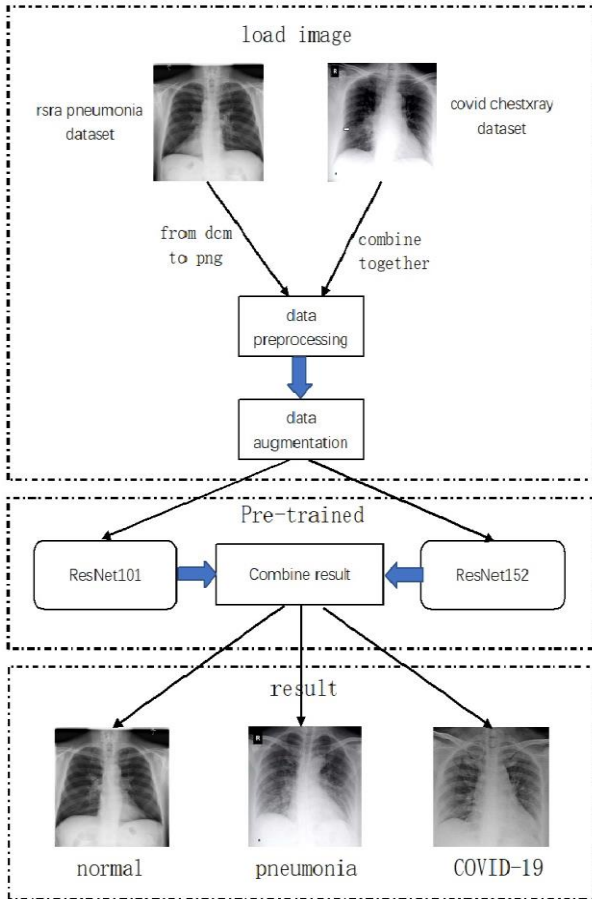 load image
rsra pneumonia
dataset
R
covid chestxray
dataset
from dcm
to png
combine
together
data
preprocessing
data
augmentation
Pre-trained
ResNet101
Combine result
ResNet152
result
R
normal
pneumonia
COVID-19